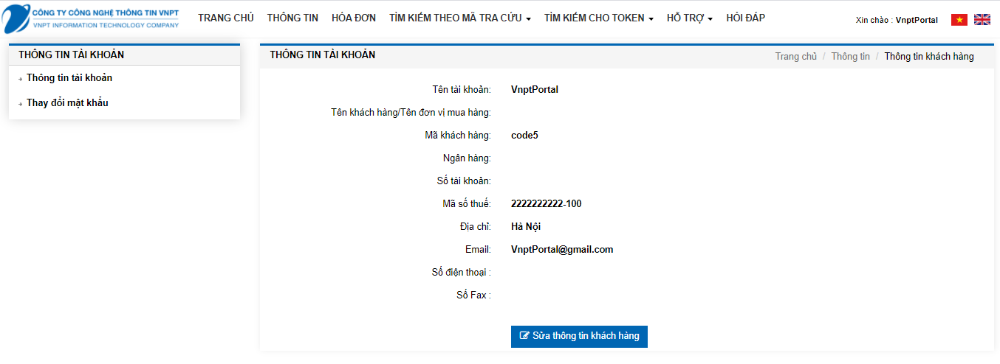 CÔNG TY CÔNG NGHỆ THÔNG TIN VNPT
VNPT INFORMATION TECHNOLOGY COMPANY
TRANG CHỦ THÔNG TIN HÓA ĐƠN TÌM KIẾM THEO MÃ TRA CỨU TÌM KIẾM CHO TOKEN HỖ TRỢ HỎI ĐÁP
Xin chào : VnptPortal
THÔNG TIN TÀI KHOẢN
Thông tin tài khoản
Thay đổi mật khẩu
THÔNG TIN TÀI KHOẢN
Trang chủ / Thông tin / Thông tin khách hàng
Tên tài khoản: VnptPortal
Tên khách hàng/Tên đơn vị mua hàng:
Mã khách hàng: code5
Ngân hàng:
Số tài khoản:
Mã số thuế: 2222222222-100
Địa chỉ: Hà Nội
Email: VnptPortal@gmail.com
Số điện thoại :
Số Fax :
Sửa thông tin khách hàng